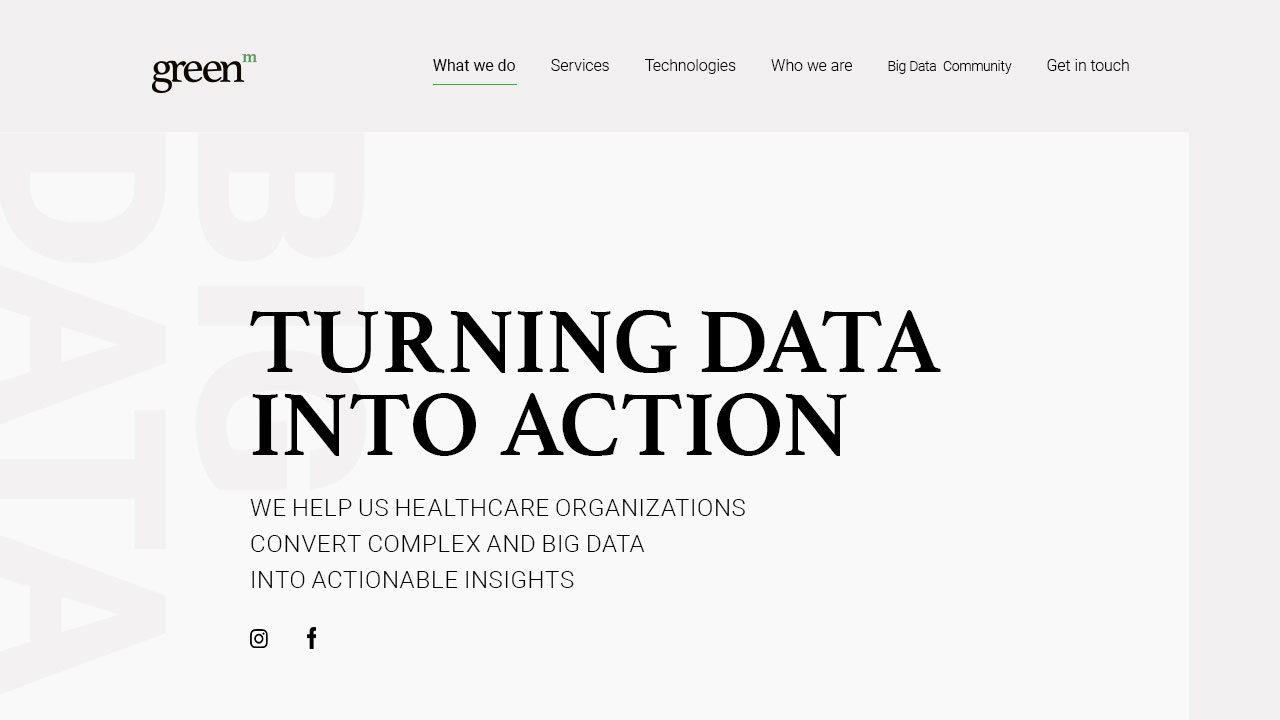 green m
What we do Services Technologies Who we are Big Data Community Get in touch
BIG
DATA
TURNING DATA
INTO ACTION
WE HELP US HEALTHCARE ORGANIZATIONS
CONVERT COMPLEX AND BIG DATA
INTO ACTIONABLE INSIGHTS